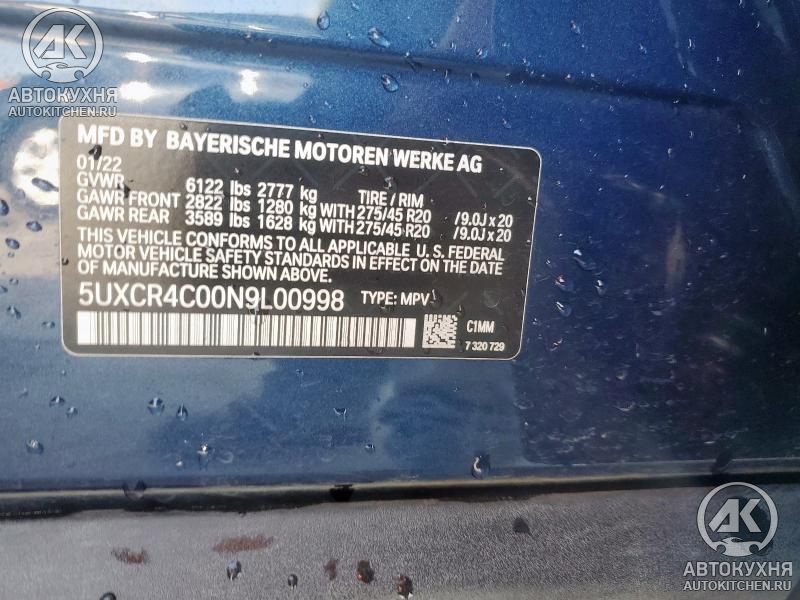 АК
АВТОКУХНЯ
AUTOKITCHEN.RU
MFD BY BAYERISCHE MOTOREN WERKE AG
01/22
GVWR 6122 lbs 2777 kg TIRE / RIM
GAWR FRONT 2822 lbs 1280 kg WITH 275/45 R20 /9.0J x 20
GAWR REAR 3589 lbs 1628 kg WITH 275/45 R20 /9.0J x 20
THIS VEHICLE CONFORMS TO ALL APPLICABLE U. S. FEDERAL
MOTOR VEHICLE SAFETY STANDARDS IN EFFECT ON THE DATE
OF MANUFACTURE SHOWN ABOVE.
5UXCR4C00N9L00998 TYPE: MPV
C1MM
7 320 729
АК
АВТОКУХНЯ
AUTOKITCHEN.RU